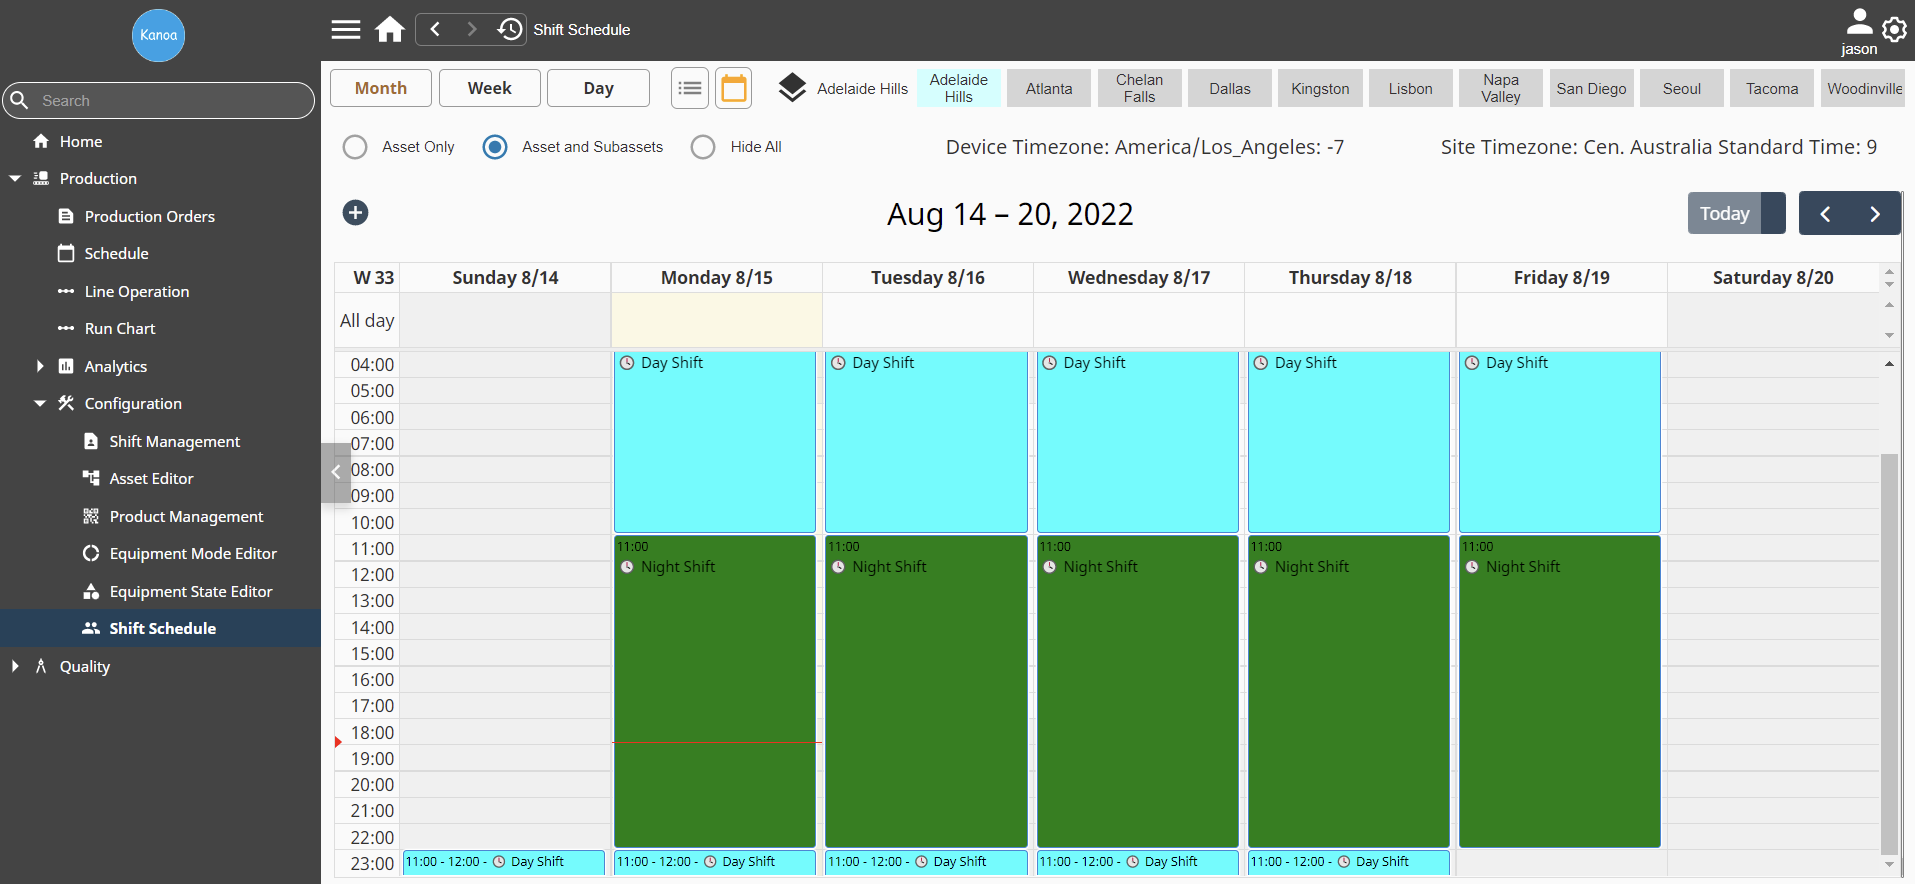 Kanoa
Shift Schedule
jason
Search
Home
Production
Production Orders
Schedule
Line Operation
Run Chart
Analytics
Configuration
Shift Management
Asset Editor
Product Management
Equipment Mode Editor
Equipment State Editor
Shift Schedule
Quality
Month
Week
Day
Adelaide Hills
Adelaide
Hills
Atlanta
Chelan
Falls
Dallas
Kingston
Lisbon
Napa
Valley
San Diego
Seoul
Tacoma
Woodinville
Asset Only
Asset and Subassets
Hide All
Device Timezone: America/Los_Angeles: -7
Site Timezone: Cen. Australia Standard Time: 9
Aug 14 – 20, 2022
Today
W 33
Sunday 8/14
Monday 8/15
Tuesday 8/16
Wednesday 8/17
Thursday 8/18
Friday 8/19
Saturday 8/20
All day
04:00
Day Shift
Day Shift
Day Shift
Day Shift
Day Shift
05:00
06:00
07:00
08:00
09:00
10:00
11:00
11:00
11:00
11:00
11:00
11:00
Night Shift
Night Shift
Night Shift
Night Shift
Night Shift
12:00
13:00
14:00
15:00
16:00
17:00
18:00
19:00
20:00
21:00
22:00
23:00
11:00 - 12:00 - Day Shift
11:00 - 12:00 - Day Shift
11:00 - 12:00 - Day Shift
11:00 - 12:00 - Day Shift
11:00 - 12:00 - Day Shift